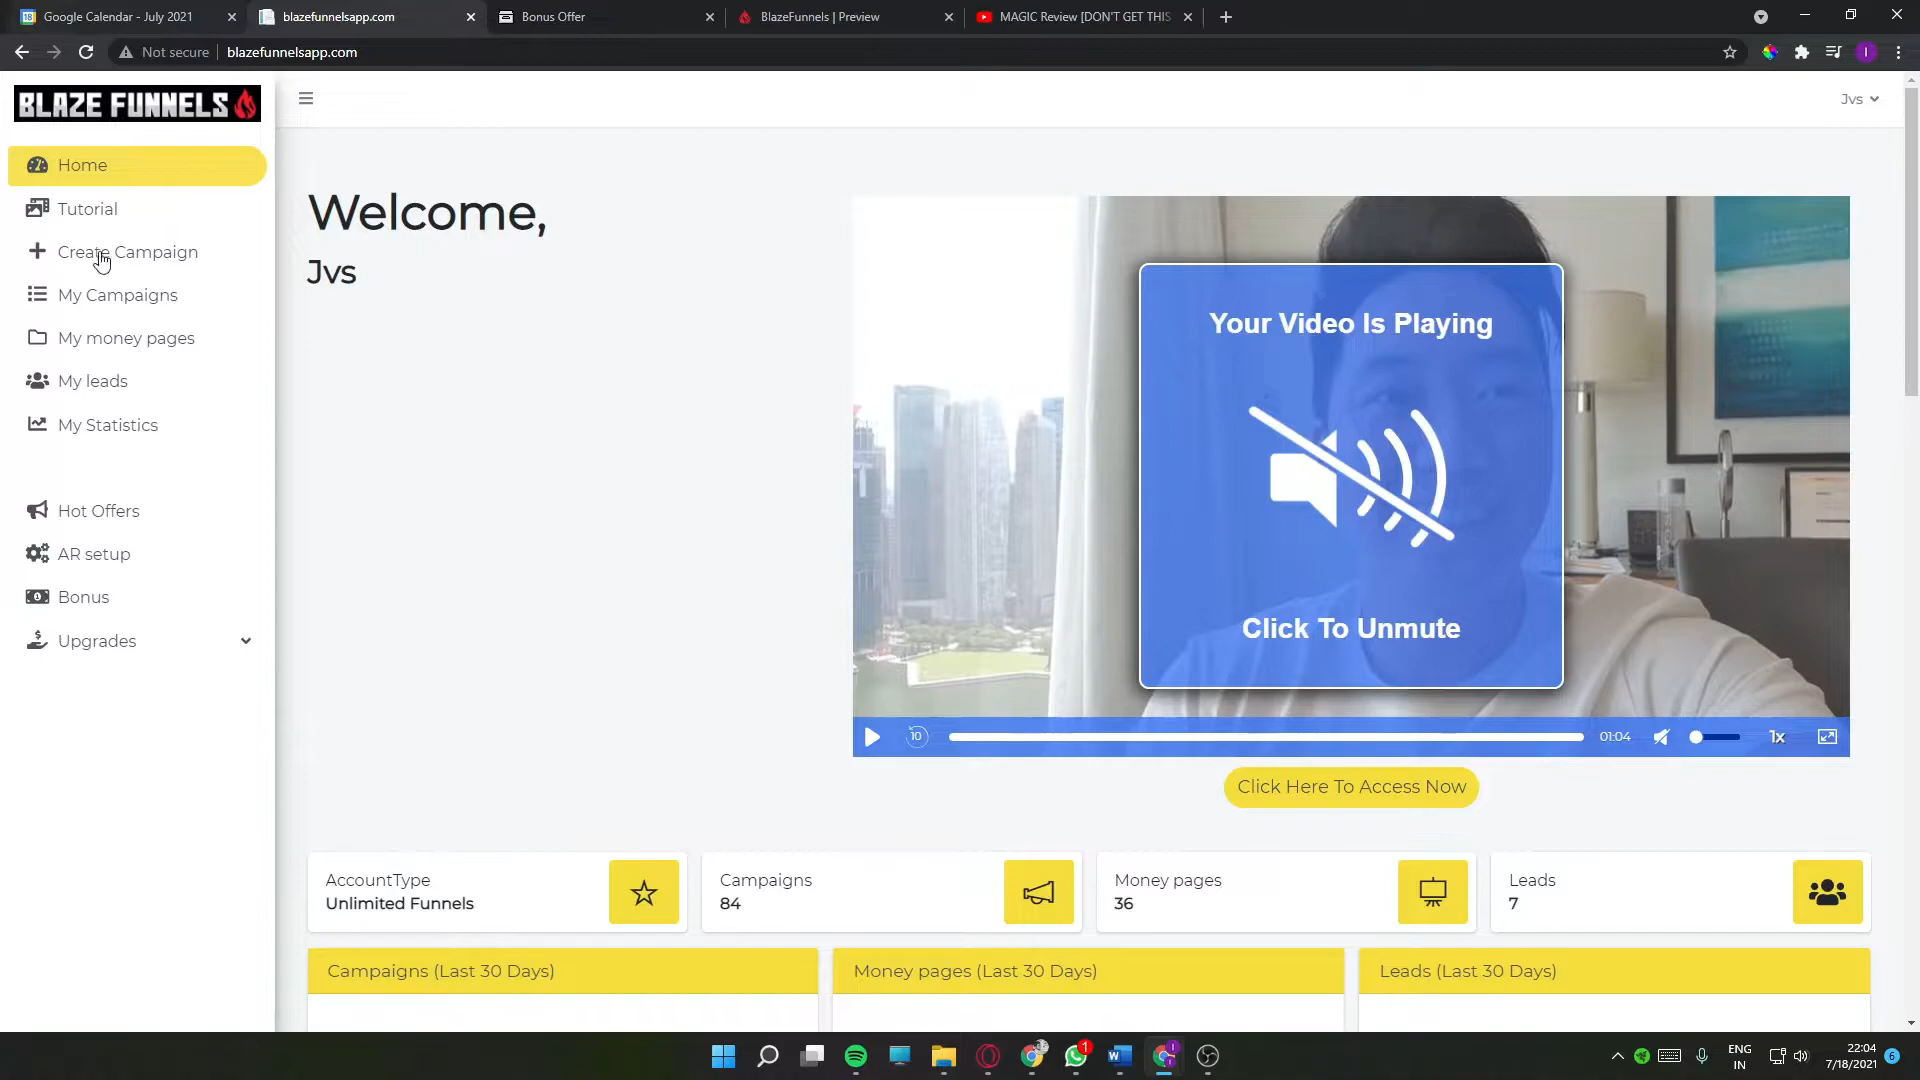 Google Calendar - July 2021
blazefunnelsapp.com
Bonus Offer
BlazeFunnels | Preview
MAGIC Review [DON'T GET THIS
Not secure
blazefunnelsapp.com
BLAZE FUNNELS
Jvs
Home
Tutorial
Create Campaign
My Campaigns
My money pages
My leads
My Statistics
Hot Offers
AR setup
Bonus
Upgrades
Welcome,
Jvs
Your Video Is Playing
Click To Unmute
10
01:04
1x
Click Here To Access Now
AccountType
Unlimited Funnels
Campaigns
84
Money pages
36
Leads
7
Campaigns (Last 30 Days)
Money pages (Last 30 Days)
Leads (Last 30 Days)
1
ENG
IN
22:04
7/18/2021
6